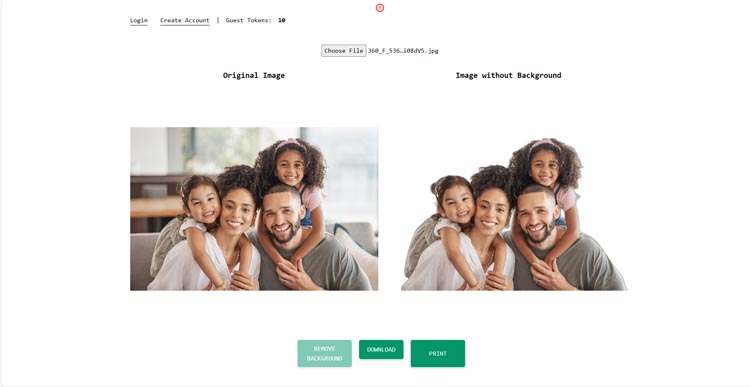 Login Create Account | Guest Tokens: 10
Choose File 360_F_536…i08dV5.jpg
Original Image Image without Background
REMOVE BACKGROUND DOWNLOAD PRINT